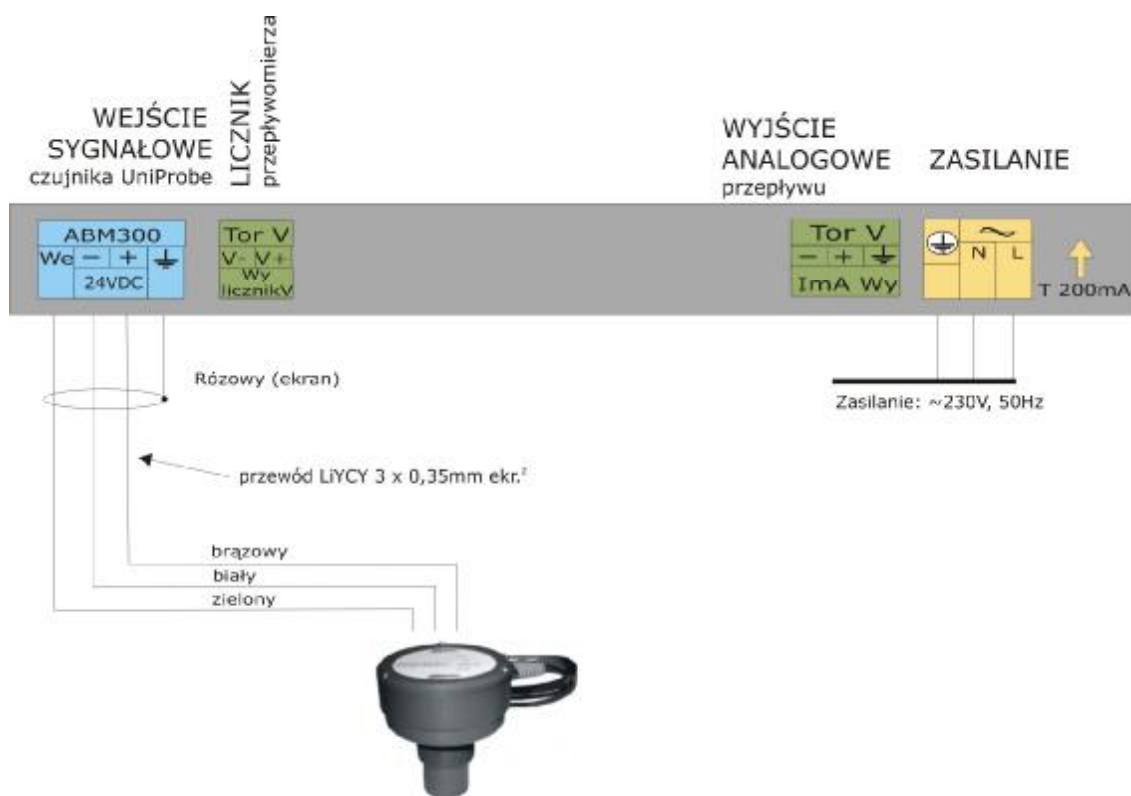 WEJŚCIE
SYGNAŁOWE
czujnika UniProbe
LICZNIK
przepływomierza
WYJŚCIE
ANALOGOWE
przepływu
ZASILANIE
ABM300
We - +
24VDC
Tor V
V- V+
Wy
licznikV
Tor V
- +
ImA Wy
~
N L
T 200mA
Rózowy (ekran)
Zasilanie: ~230V, 50Hz
przewód LiYCY 3 x 0,35mm ekr.²
brązowy
biały
zielony